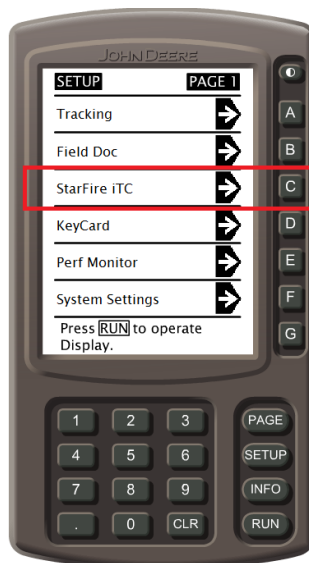 JOHN DEERE
SETUP PAGE 1
Tracking A
Field Doc B
StarFire iTC C
KeyCard D
Perf Monitor E
System Settings F
Press RUN to operate
Display. G
1 2 3 PAGE
4 5 6 SETUP
7 8 9 INFO
. 0 CLR RUN